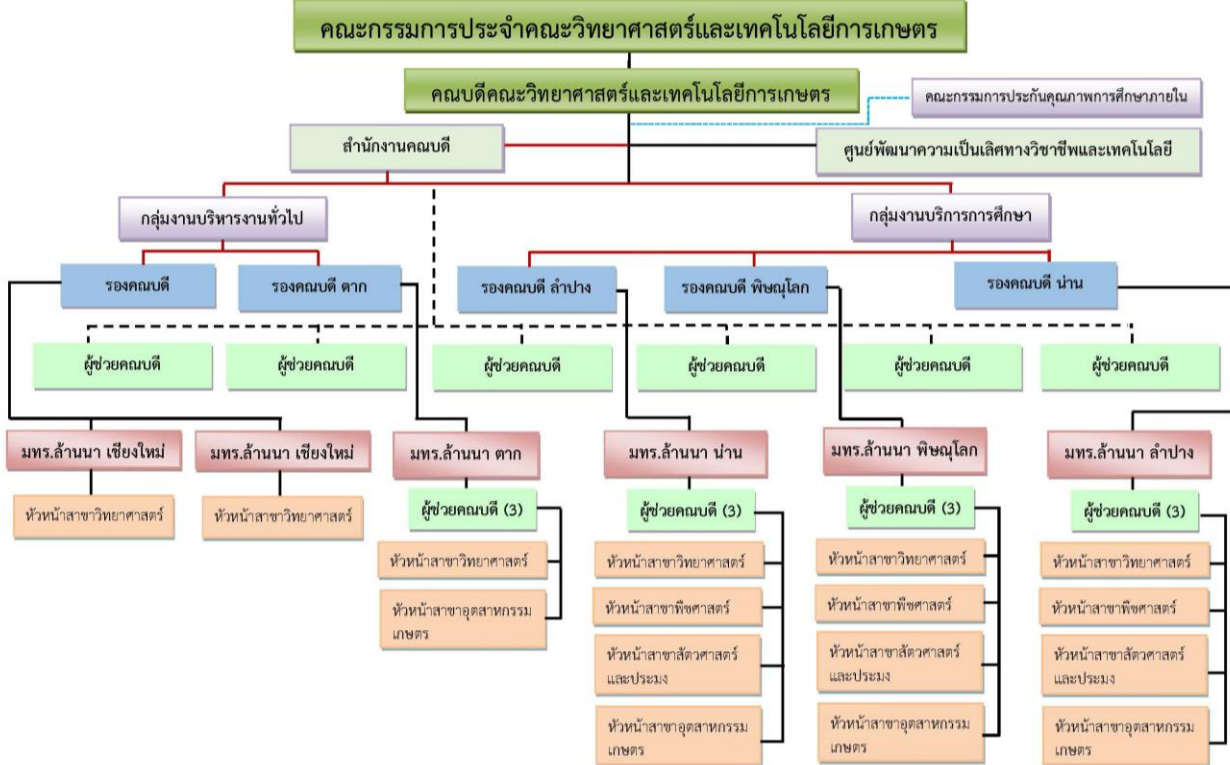 คณะกรรมการประจำคณะวิทยาศาสตร์และเทคโนโลยีการเกษตร
คณบดีคณะวิทยาศาสตร์และเทคโนโลยีการเกษตร
คณะกรรมการประกันคุณภาพการศึกษาภายใน
สำนักงานคณบดี
ศูนย์พัฒนาความเป็นเลิศทางวิชาชีพและเทคโนโลยี
กลุ่มงานบริหารงานทั่วไป
กลุ่มงานบริการการศึกษา
รองคณบดี
รองคณบดี ตาก
รองคณบดี ลำปาง
รองคณบดี พิษณุโลก
รองคณบดี น่าน
ผู้ช่วยคณบดี
ผู้ช่วยคณบดี
ผู้ช่วยคณบดี
ผู้ช่วยคณบดี
ผู้ช่วยคณบดี
ผู้ช่วยคณบดี
มทร.ล้านนา เชียงใหม่
หัวหน้าสาขาวิทยาศาสตร์
มทร.ล้านนา เชียงใหม่
หัวหน้าสาขาวิทยาศาสตร์
มทร.ล้านนา ตาก
ผู้ช่วยคณบดี (3)
หัวหน้าสาขาวิทยาศาสตร์
หัวหน้าสาขาอุตสาหกรรม
เกษตร
มทร.ล้านนา น่าน
ผู้ช่วยคณบดี (3)
หัวหน้าสาขาวิทยาศาสตร์
หัวหน้าสาขาพืชศาสตร์
หัวหน้าสาขาสัตวศาสตร์
และประมง
หัวหน้าสาขาอุตสาหกรรม
เกษตร
มทร.ล้านนา พิษณุโลก
ผู้ช่วยคณบดี (3)
หัวหน้าสาขาวิทยาศาสตร์
หัวหน้าสาขาพืชศาสตร์
หัวหน้าสาขาสัตวศาสตร์
และประมง
หัวหน้าสาขาอุตสาหกรรม
เกษตร
มทร.ล้านนา ลำปาง
ผู้ช่วยคณบดี (3)
หัวหน้าสาขาวิทยาศาสตร์
หัวหน้าสาขาพืชศาสตร์
หัวหน้าสาขาสัตวศาสตร์
และประมง
หัวหน้าสาขาอุตสาหกรรม
เกษตร